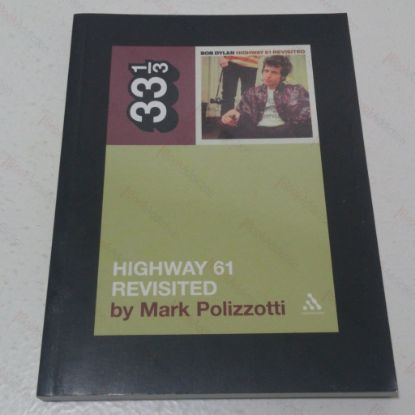 33 1/3
BOB DYLAN HIGHWAY 61 REVISITED
HIGHWAY 61
REVISITED
by Mark Polizzotti